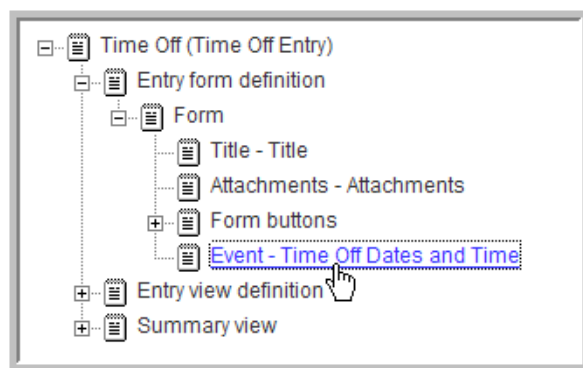 Time Off (Time Off Entry)
Entry form definition
Form
Title - Title
Attachments - Attachments
Form buttons
Event - Time Off Dates and Time
Entry view definition
Summary view